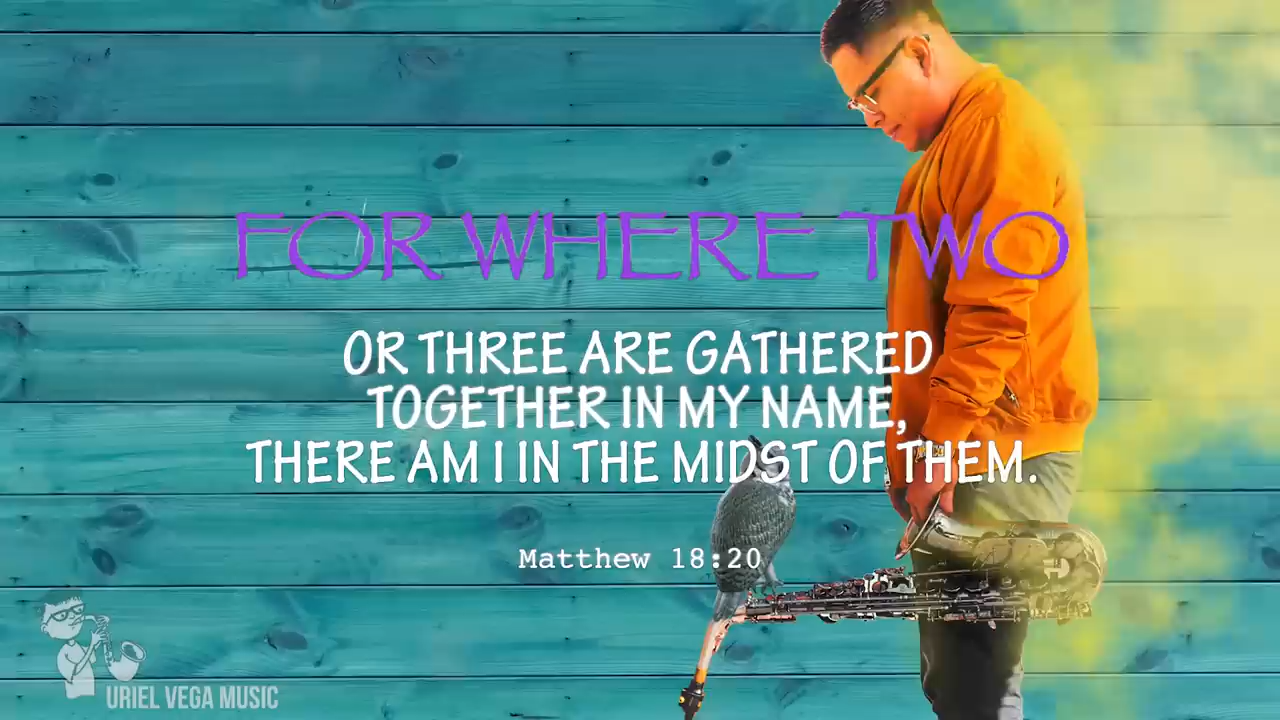 FOR WHERE TWO
OR THREE ARE GATHERED
TOGETHER IN MY NAME,
THERE AM I IN THE MIDST OF THEM.
Matthew 18:20
URIEL VEGA MUSIC